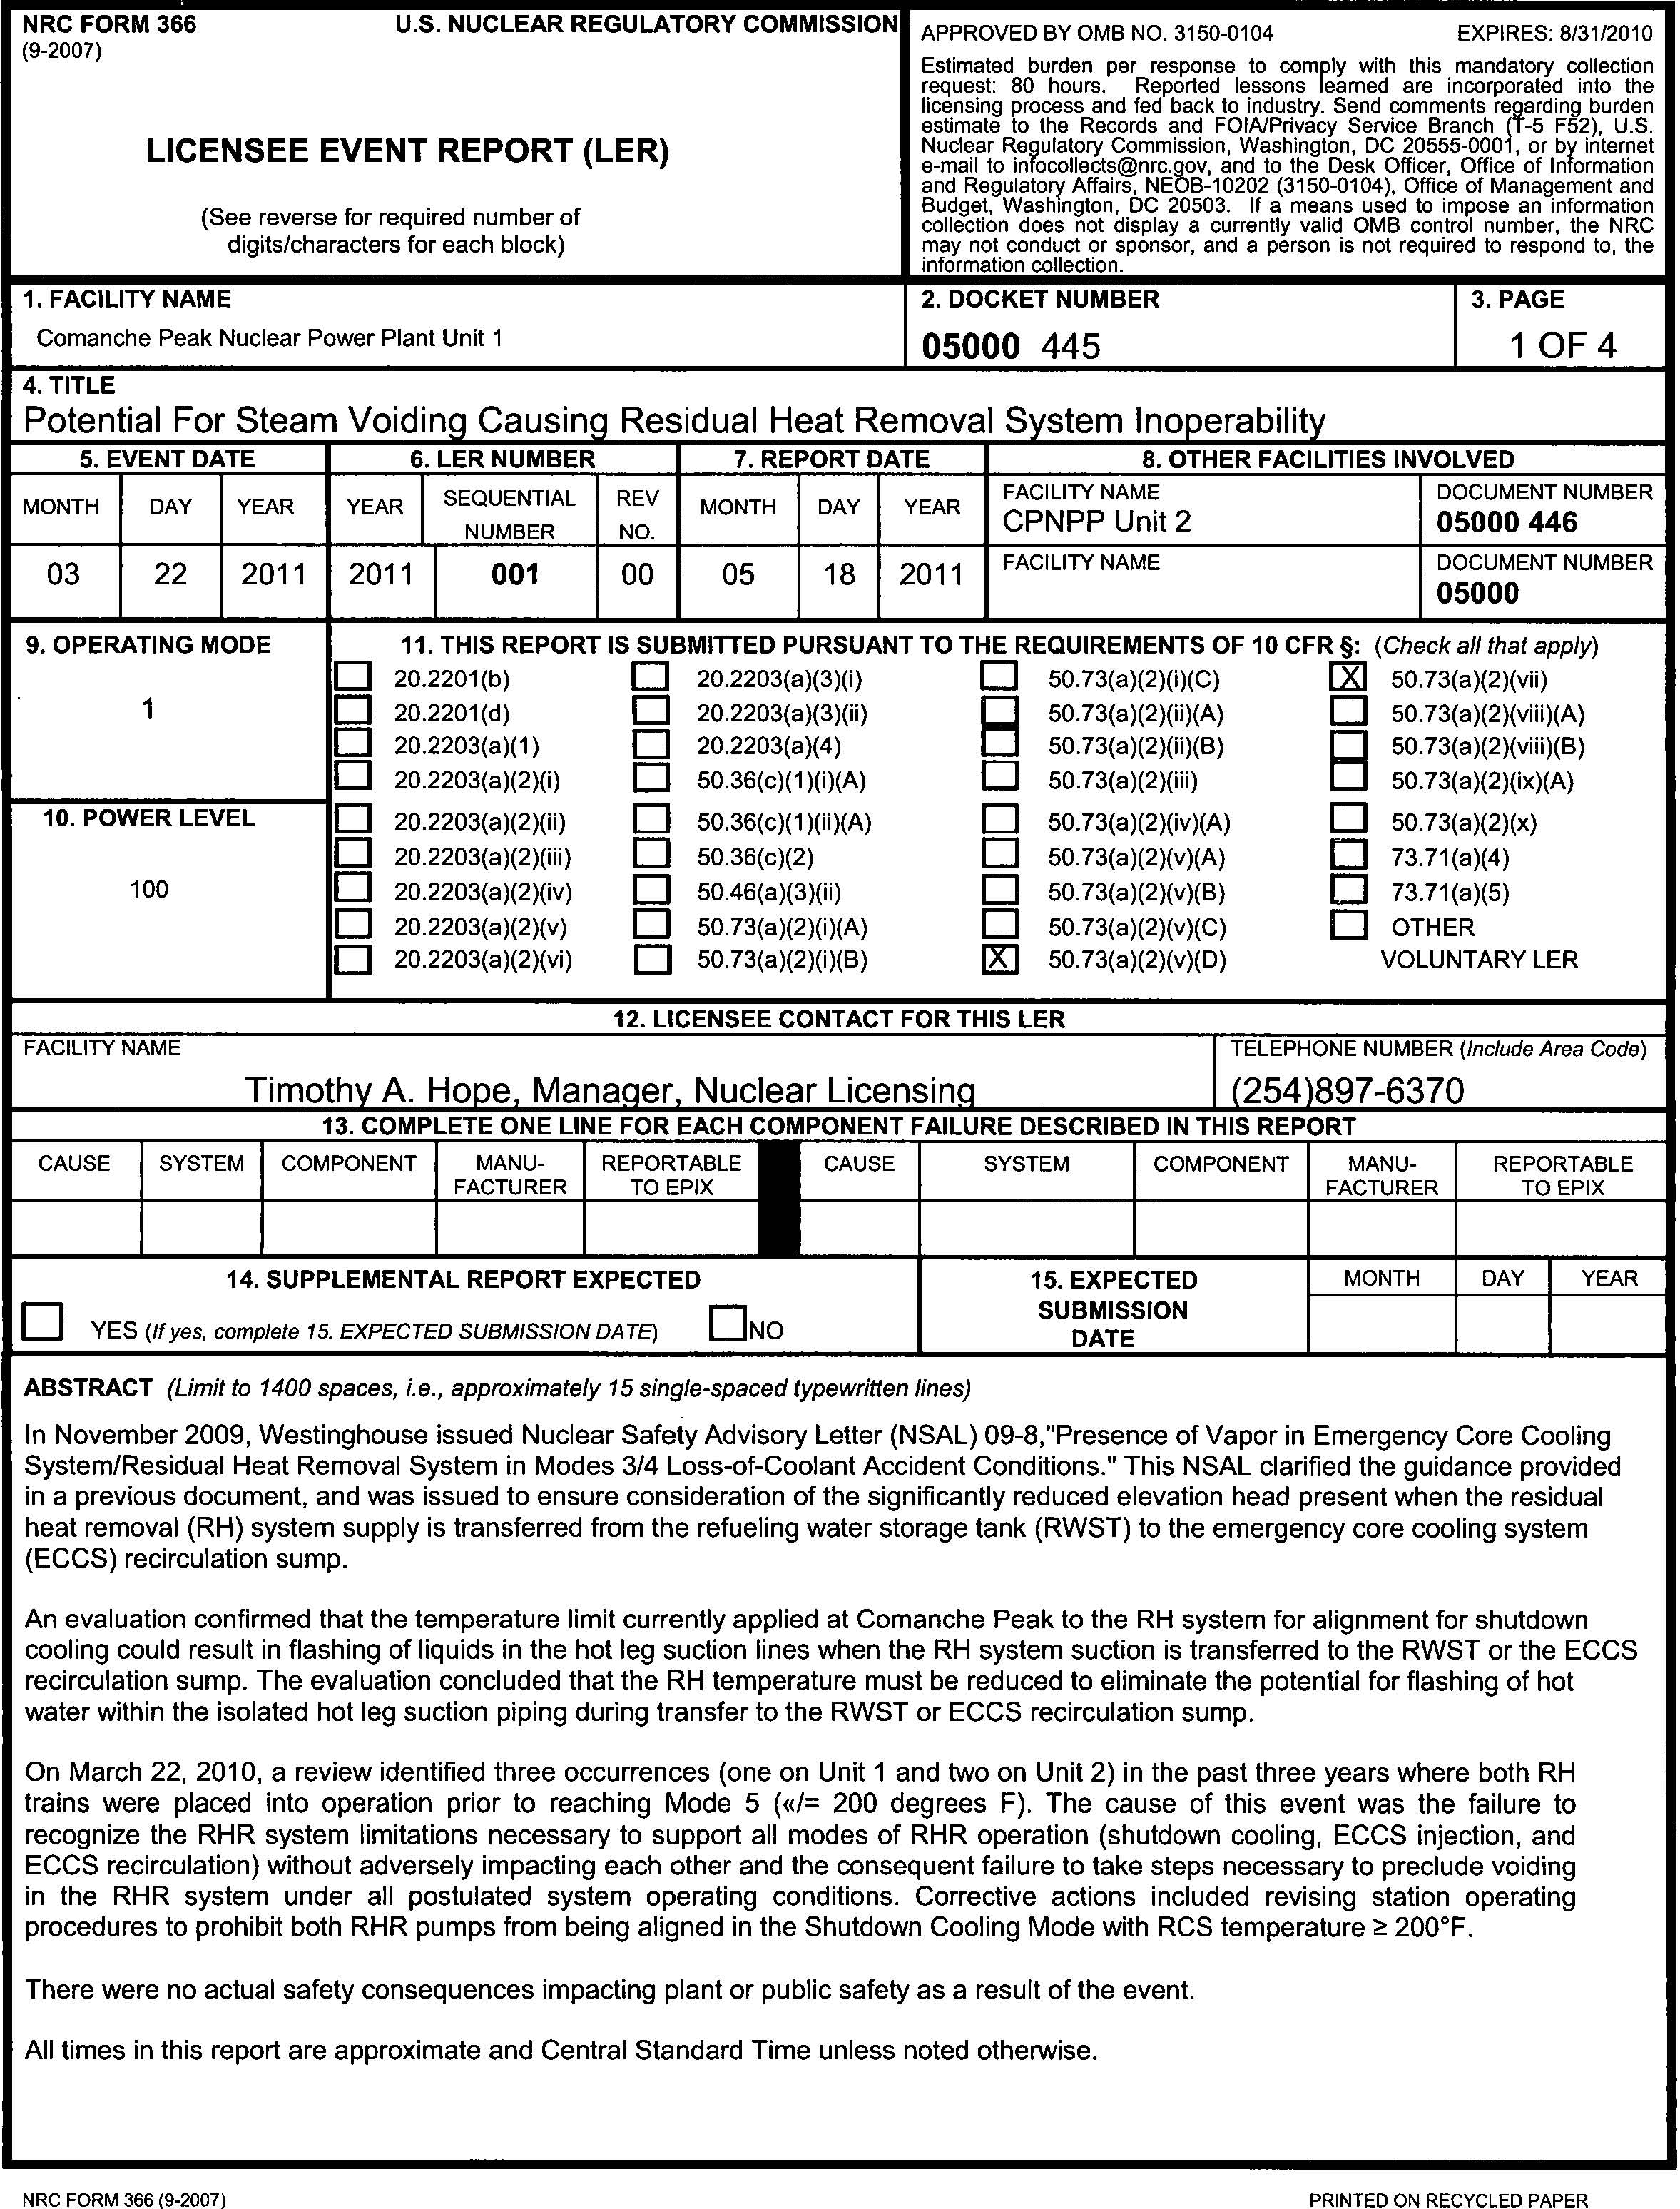 NRC FORM 366 U.S. NUCLEAR REGULATORY COMMISSION
(9-2007)
LICENSEE EVENT REPORT (LER)
(See reverse for required number of
digits/characters for each block)
APPROVED BY OMB NO. 3150-0104 EXPIRES: 8/31/2010
Estimated burden per response to comply with this mandatory collection
request: 80 hours. Reported lessons learned are incorporated into the
licensing process and fed back to industry. Send comments regarding burden
estimate to the Records and FOIA/Privacy Service Branch (T-5 F52), U.S.
Nuclear Regulatory Commission, Washington, DC 20555-0001, or by internet
e-mail to infocollects@nrc.gov, and to the Desk Officer, Office of Information
and Regulatory Affairs, NEOB-10202 (3150-0104), Office of Management and
Budget, Washington, DC 20503. If a means used to impose an information
collection does not display a currently valid OMB control number, the NRC
may not conduct or sponsor, and a person is not required to respond to, the
information collection.
1. FACILITY NAME 2. DOCKET NUMBER 3. PAGE
Comanche Peak Nuclear Power Plant Unit 1 05000 445 1 OF 4
4. TITLE
Potential For Steam Voiding Causing Residual Heat Removal System Inoperability
5. EVENT DATE 6. LER NUMBER 7. REPORT DATE 8. OTHER FACILITIES INVOLVED
MONTH DAY YEAR YEAR SEQUENTIAL NUMBER REV NO. MONTH DAY YEAR FACILITY NAME DOCUMENT NUMBER
CPNPP Unit 2 05000 446
03 22 2011 2011 001 00 05 18 2011 FACILITY NAME DOCUMENT NUMBER
05000
9. OPERATING MODE 11. THIS REPORT IS SUBMITTED PURSUANT TO THE REQUIREMENTS OF 10 CFR §: (Check all that apply)
1
20.2201(b) 20.2203(a)(3)(i) 50.73(a)(2)(i)(C) X 50.73(a)(2)(vii)
20.2201(d) 20.2203(a)(3)(ii) 50.73(a)(2)(ii)(A) 50.73(a)(2)(viii)(A)
20.2203(a)(1) 20.2203(a)(4) 50.73(a)(2)(ii)(B) 50.73(a)(2)(viii)(B)
20.2203(a)(2)(i) 50.36(c)(1)(i)(A) 50.73(a)(2)(iii) 50.73(a)(2)(ix)(A)
10. POWER LEVEL
100
20.2203(a)(2)(ii) 50.36(c)(1)(ii)(A) 50.73(a)(2)(iv)(A) 50.73(a)(2)(x)
20.2203(a)(2)(iii) 50.36(c)(2) 50.73(a)(2)(v)(A) 73.71(a)(4)
20.2203(a)(2)(iv) 50.46(a)(3)(ii) 50.73(a)(2)(v)(B) 73.71(a)(5)
20.2203(a)(2)(v) 50.73(a)(2)(i)(A) 50.73(a)(2)(v)(C) OTHER
20.2203(a)(2)(vi) 50.73(a)(2)(i)(B) X 50.73(a)(2)(v)(D) VOLUNTARY LER
12. LICENSEE CONTACT FOR THIS LER
FACILITY NAME TELEPHONE NUMBER (Include Area Code)
Timothy A. Hope, Manager, Nuclear Licensing (254)897-6370
13. COMPLETE ONE LINE FOR EACH COMPONENT FAILURE DESCRIBED IN THIS REPORT
CAUSE SYSTEM COMPONENT MANU- REPORTABLE CAUSE SYSTEM COMPONENT MANU- REPORTABLE
FACTURER TO EPIX FACTURER TO EPIX
14. SUPPLEMENTAL REPORT EXPECTED 15. EXPECTED SUBMISSION DATE MONTH DAY YEAR
YES (If yes, complete 15. EXPECTED SUBMISSION DATE) NO
ABSTRACT (Limit to 1400 spaces, i.e., approximately 15 single-spaced typewritten lines)
In November 2009, Westinghouse issued Nuclear Safety Advisory Letter (NSAL) 09-8,"Presence of Vapor in Emergency Core Cooling
System/Residual Heat Removal System in Modes 3/4 Loss-of-Coolant Accident Conditions." This NSAL clarified the guidance provided
in a previous document, and was issued to ensure consideration of the significantly reduced elevation head present when the residual
heat removal (RH) system supply is transferred from the refueling water storage tank (RWST) to the emergency core cooling system
(ECCS) recirculation sump.
An evaluation confirmed that the temperature limit currently applied at Comanche Peak to the RH system for alignment for shutdown
cooling could result in flashing of liquids in the hot leg suction lines when the RH system suction is transferred to the RWST or the ECCS
recirculation sump. The evaluation concluded that the RH temperature must be reduced to eliminate the potential for flashing of hot
water within the isolated hot leg suction piping during transfer to the RWST or ECCS recirculation sump.
On March 22, 2010, a review identified three occurrences (one on Unit 1 and two on Unit 2) in the past three years where both RH
trains were placed into operation prior to reaching Mode 5 («/= 200 degrees F). The cause of this event was the failure to
recognize the RHR system limitations necessary to support all modes of RHR operation (shutdown cooling, ECCS injection, and
ECCS recirculation) without adversely impacting each other and the consequent failure to take steps necessary to preclude voiding
in the RHR system under all postulated system operating conditions. Corrective actions included revising station operating
procedures to prohibit both RHR pumps from being aligned in the Shutdown Cooling Mode with RCS temperature ≥ 200°F.
There were no actual safety consequences impacting plant or public safety as a result of the event.
All times in this report are approximate and Central Standard Time unless noted otherwise.
NRC FORM 366 (9-2007) PRINTED ON RECYCLED PAPER